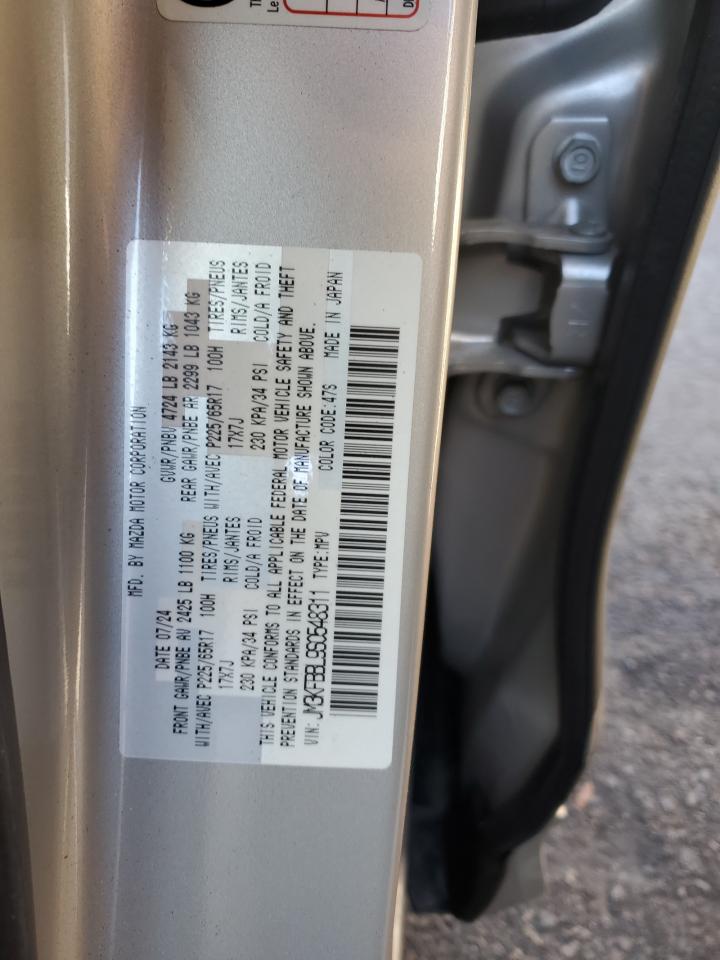 MFD. BY MAZDA MOTOR CORPORATION
DATE 07/24 GVWR/PNBV 4724 LB 2143 KG
FRONT GAWR/PNBE AV 2425 LB 1100 KG REAR GAWR/PNBE AR 2299 LB 1043 KG
WITH/AVEC P225/65R17 100H TIRES/PNEUS WITH/AVEC P225/65R17 100H TIRES/PNEUS
17X7J RIMS/JANTES 17X7J RIMS/JANTES
230 KPA/34 PSI COLD/A FROID 230 KPA/34 PSI COLD/A FROID
THIS VEHICLE CONFORMS TO ALL APPLICABLE FEDERAL MOTOR VEHICLE SAFETY AND THEFT
PREVENTION STANDARDS IN EFFECT ON THE DATE OF MANUFACTURE SHOWN ABOVE.
VIN: JM3KFBBL9S0548311 TYPE:MPV COLOR CODE:47S MADE IN JAPAN